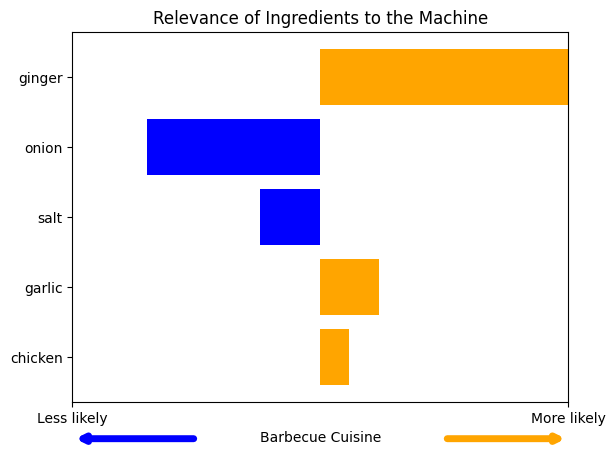 Relevance of Ingredients to the Machine
ginger
onion
salt
garlic
chicken
Less likely
More likely
Barbecue Cuisine